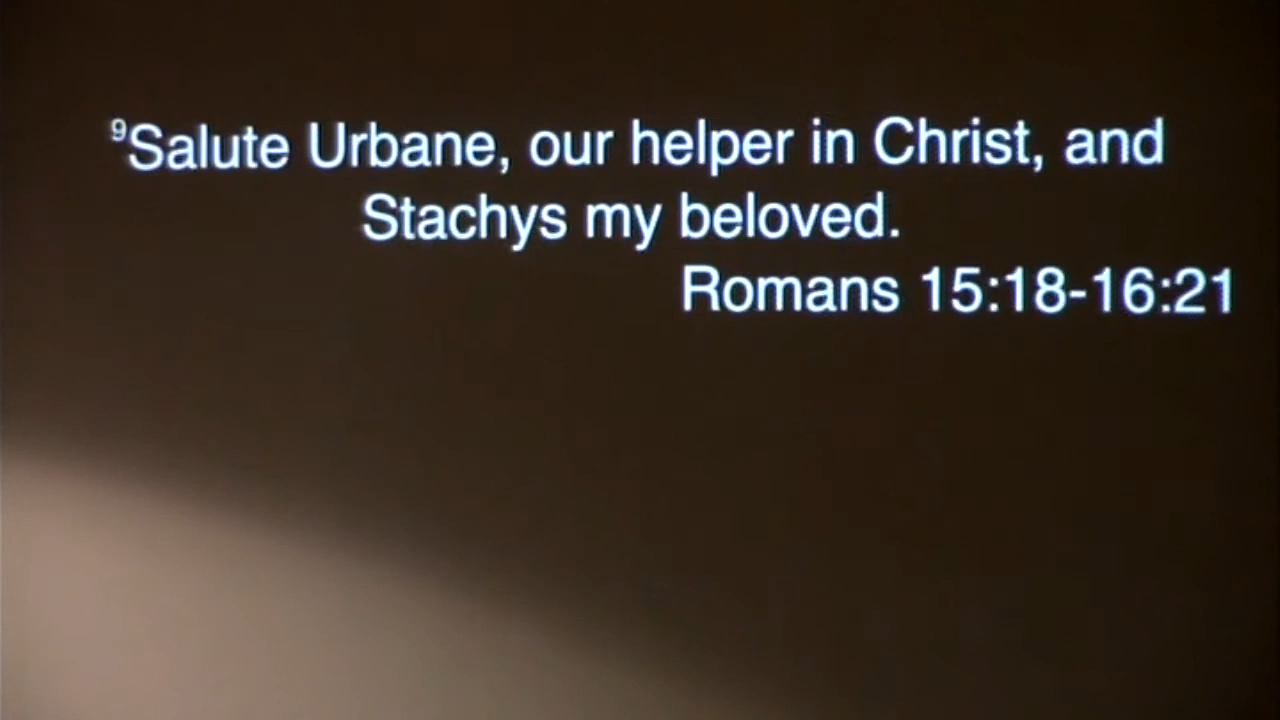 ⁹Salute Urbane, our helper in Christ, and
Stachys my beloved.
Romans 15:18-16:21